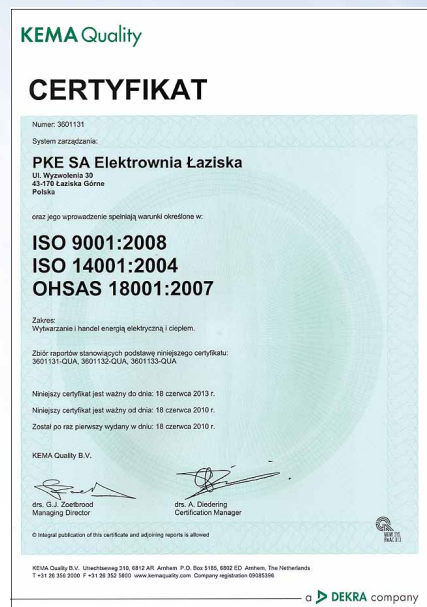 KEMA Quality
CERTYFIKAT
Numer: 3601131
System zarządzania:
PKE SA Elektrownia Łaziska
Ul. Wyzwolenia 30
43-170 Łaziska Górne
Polska
oraz jego wprowadzenie spełniają warunki określone w:
ISO 9001:2008
ISO 14001:2004
OHSAS 18001:2007
Zakres:
Wytwarzanie i handel energią elektryczną i ciepłem.
Zbiór raportów stanowiących podstawę niniejszego certyfikatu:
3601131-QUA, 3601132-QUA, 3601133-QUA
Niniejszy certyfikat jest ważny do dnia: 18 czerwca 2013 r.
Niniejszy certyfikat jest ważny od dnia: 18 czerwca 2010 r.
Został po raz pierwszy wydany w dniu: 18 czerwca 2010 r.
KEMA Quality B.V.
drs. G.J. Zoetbrood
Managing Director
drs. A. Diedering
Certification Manager
© Integral publication of this certificate and adjoining reports is allowed
KEMA Quality B.V. Utrechtseweg 310, 6812 AR Arnhem P.O. Box 5185, 6802 ED Arnhem, The Netherlands
T +31 26 356 2000 F +31 26 352 5800 www.kemaquality.com Company registration 09085396
a DEKRA company